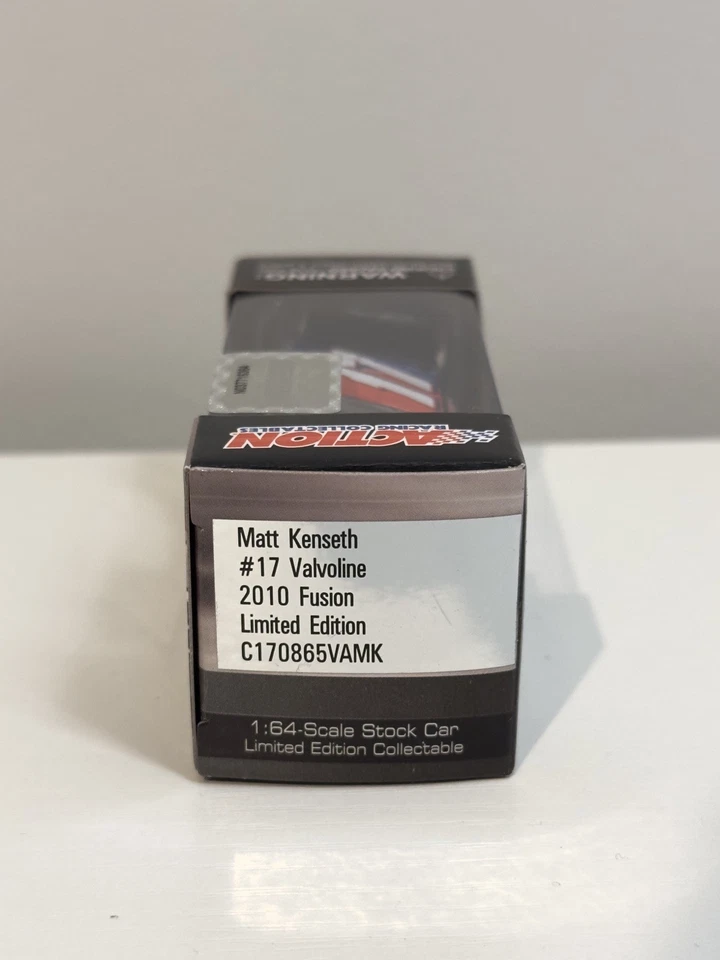 WARNING:
ACTION
RACING COLLECTABLES
Matt Kenseth
#17 Valvoline
2010 Fusion
Limited Edition
C170865VAMK
1:64-Scale Stock Car
Limited Edition Collectable